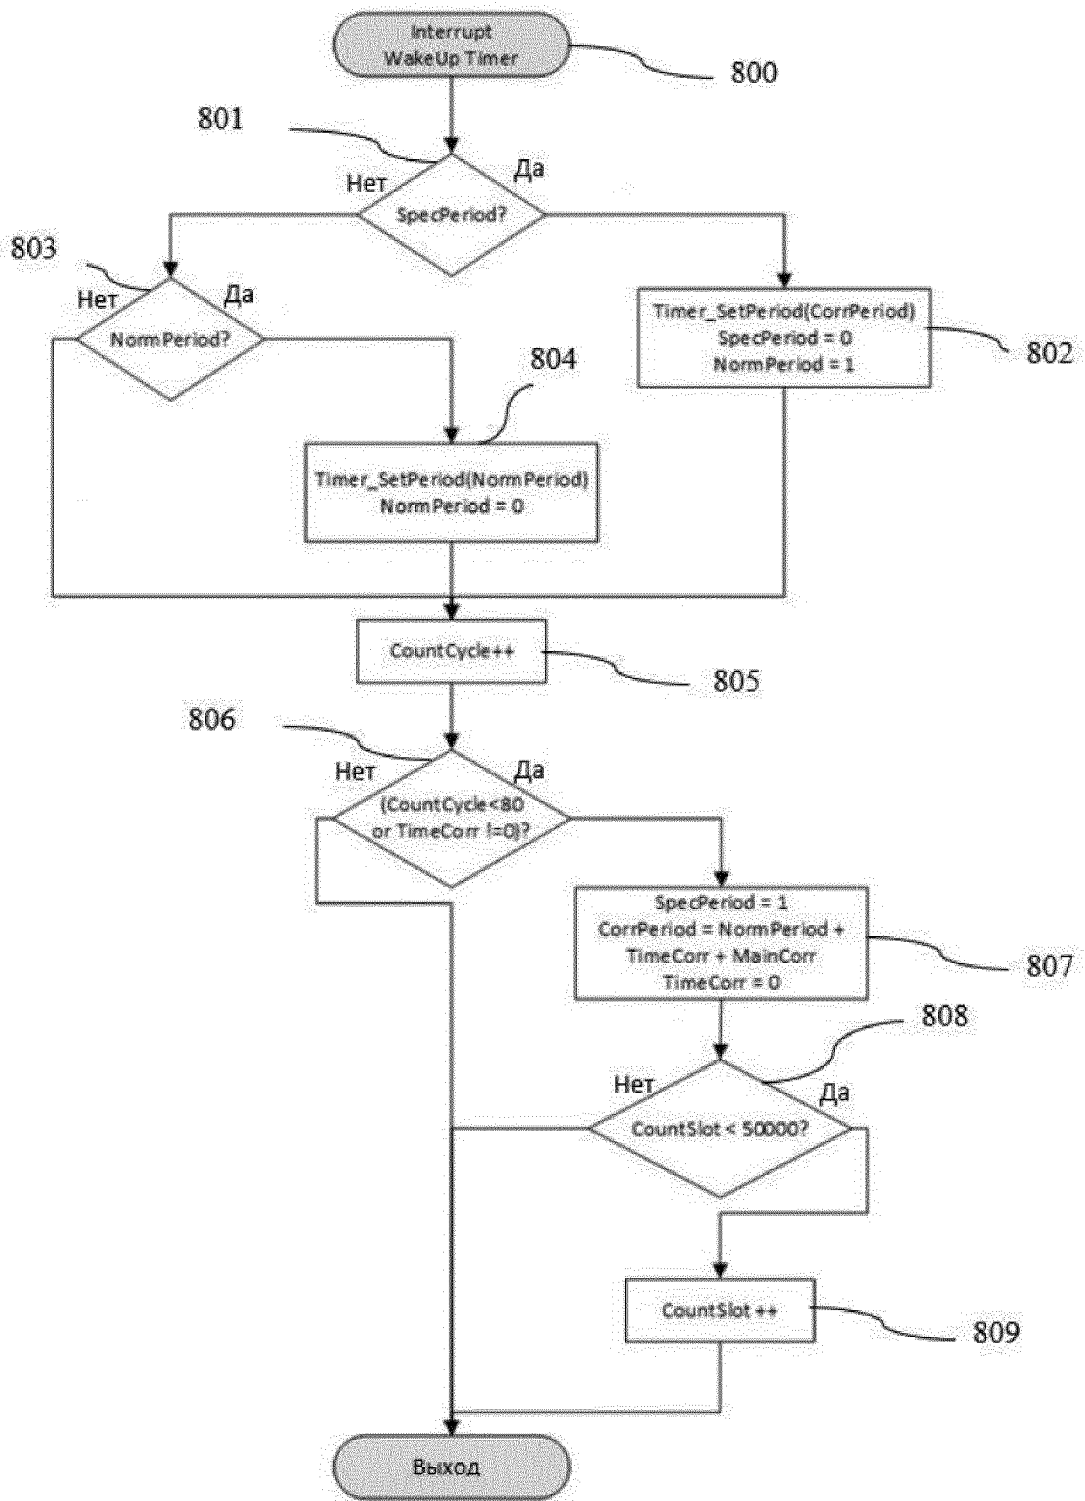 Interrupt
WakeUp Timer
800
801
Нет
Да
SpecPeriod?
803
Нет
Да
NormPeriod?
Timer_SetPeriod(CorrPeriod)
SpecPeriod = 0
NormPeriod = 1
802
804
Timer_SetPeriod(NormPeriod)
NormPeriod = 0
CountCycle++
805
806
Нет
Да
(CountCycle<80
or TimeCorr !=0)?
SpecPeriod = 1
CorrPeriod = NormPeriod +
TimeCorr + MainCorr
TimeCorr = 0
807
808
Нет
Да
CountSlot < 50000?
CountSlot ++
809
Выход